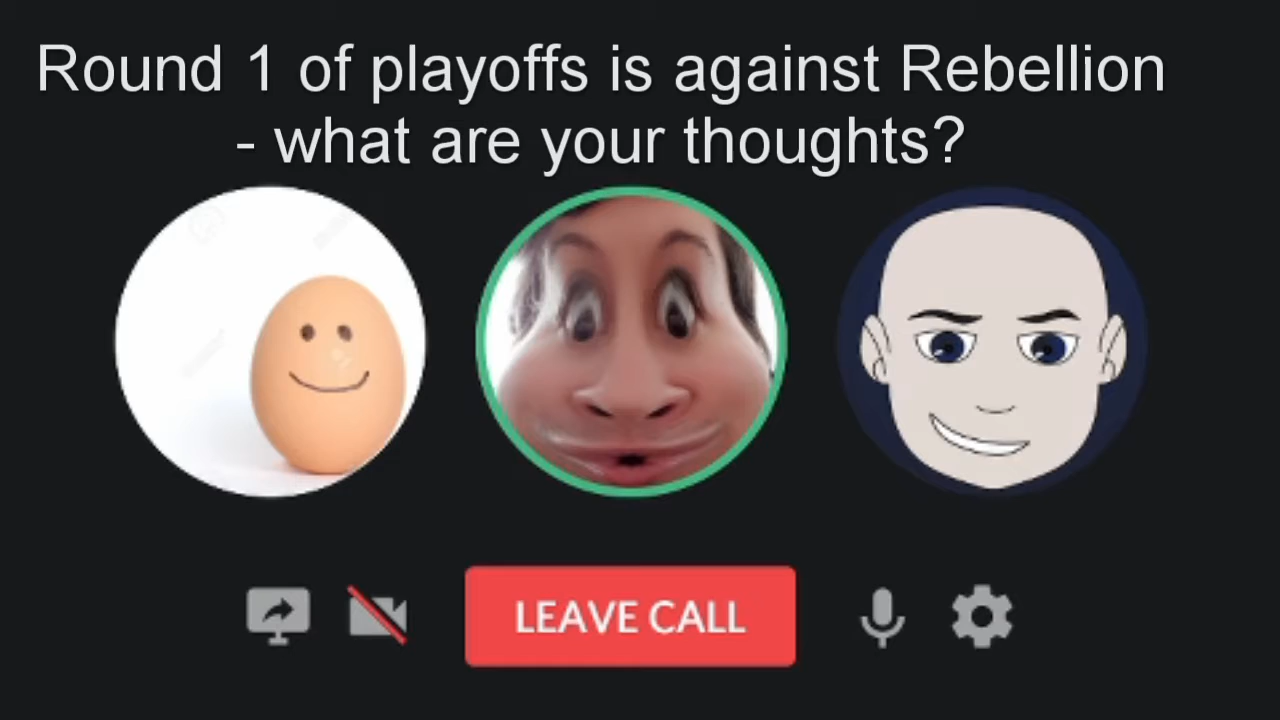 Round 1 of playoffs is against Rebellion
- what are your thoughts?
LEAVE CALL